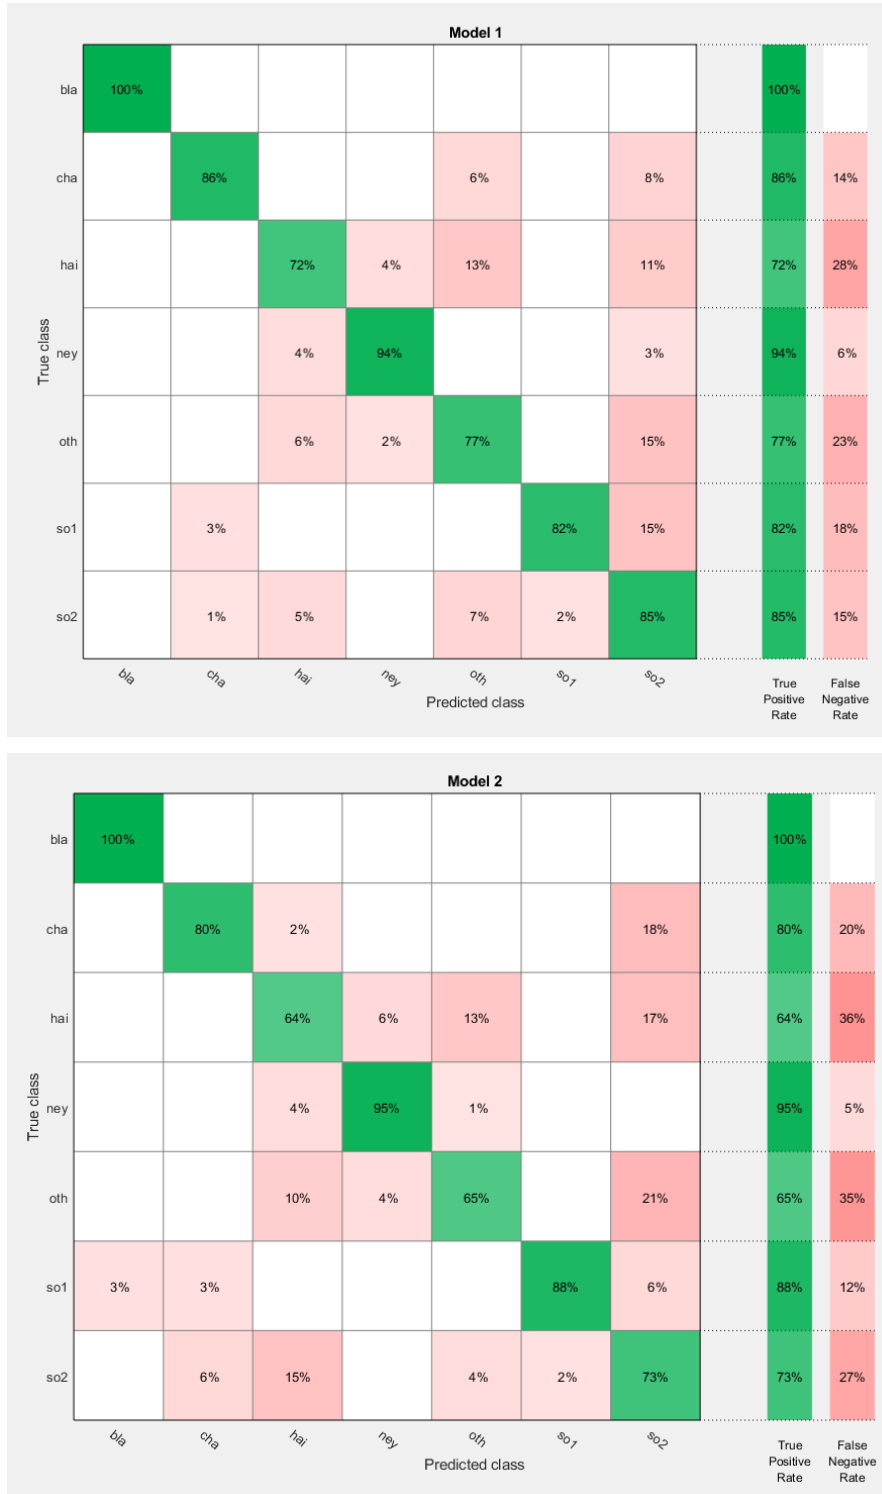 Model 1
bla 100% 100%
cha 86% 6% 8% 86% 14%
hai 72% 4% 13% 11% 72% 28%
ney 4% 94% 3% 94% 6%
oth 6% 2% 77% 15% 77% 23%
so1 3% 82% 15% 82% 18%
so2 1% 5% 7% 2% 85% 85% 15%
True class
bla cha hai ney oth so1 so2
Predicted class
True
Positive
Rate
False
Negative
Rate
Model 2
bla 100% 100%
cha 80% 2% 18% 80% 20%
hai 64% 6% 13% 17% 64% 36%
ney 4% 95% 1% 95% 5%
oth 10% 4% 65% 21% 65% 35%
so1 3% 3% 88% 6% 88% 12%
so2 6% 15% 4% 2% 73% 73% 27%
True class
bla cha hai ney oth so1 so2
Predicted class
True
Positive
Rate
False
Negative
Rate